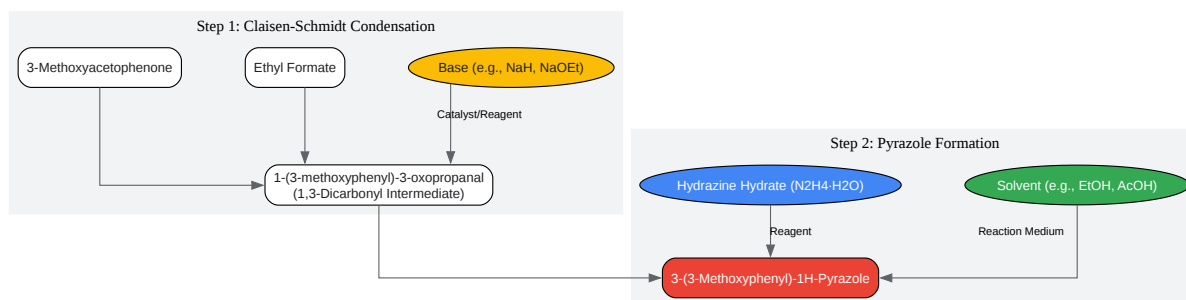 Step 1: Claisen-Schmidt Condensation
3-Methoxyacetophenone
Ethyl Formate
Base (e.g., NaH, NaOEt)
Catalyst/Reagent
1-(3-methoxyphenyl)-3-oxopropanal
(1,3-Dicarbonyl Intermediate)
Step 2: Pyrazole Formation
Hydrazine Hydrate (N2H4·H2O)
Solvent (e.g., EtOH, AcOH)
Reagent
Reaction Medium
3-(3-Methoxyphenyl)-1H-Pyrazole